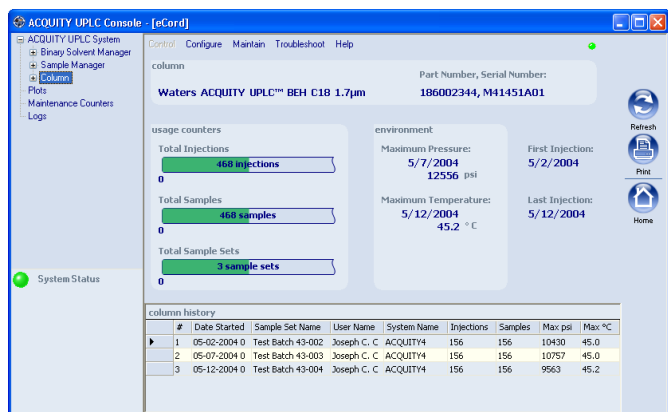 ACQUITY UPLC Console - [eCord]
ACQUITY UPLC System
Binary Solvent Manager
Sample Manager
Column
Plots
Maintenance Counters
Logs
System Status
Control Configure Maintain Troubleshoot Help
column
Part Number, Serial Number:
Waters ACQUITY UPLC™ BEH C18 1.7µm 186002344, M41451A01
usage counters
Total Injections
468 injections
0
Total Samples
468 samples
0
Total Sample Sets
3 sample sets
0
environment
Maximum Pressure: First Injection:
5/7/2004 5/2/2004
12556 psi
Maximum Temperature: Last Injection:
5/12/2004 5/12/2004
45.2 °C
Refresh
Print
Home
column history
# Date Started Sample Set Name User Name System Name Injections Samples Max psi Max °C
1 05-02-2004 0 Test Batch 43-002 Joseph C. C ACQUITY4 156 156 10430 45.0
2 05-07-2004 0 Test Batch 43-003 Joseph C. C ACQUITY4 156 156 10757 45.0
3 05-12-2004 0 Test Batch 43-004 Joseph C. C ACQUITY4 156 156 9563 45.2